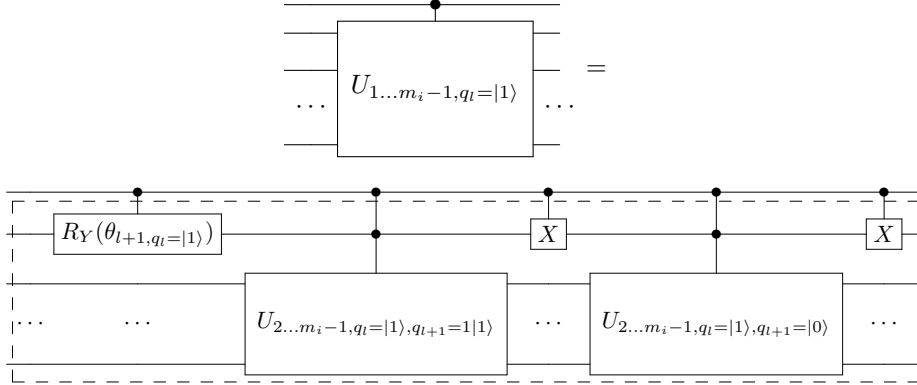 U_{1...m_i−1,q_l=|1⟩}
=
... ...
R_Y(θ_{l+1,q_l=|1⟩}) X X
U_{2...m_i−1,q_l=|1⟩,q_{l+1}=1|1⟩} U_{2...m_i−1,q_l=|1⟩,q_{l+1}=|0⟩}
... ... ... ...